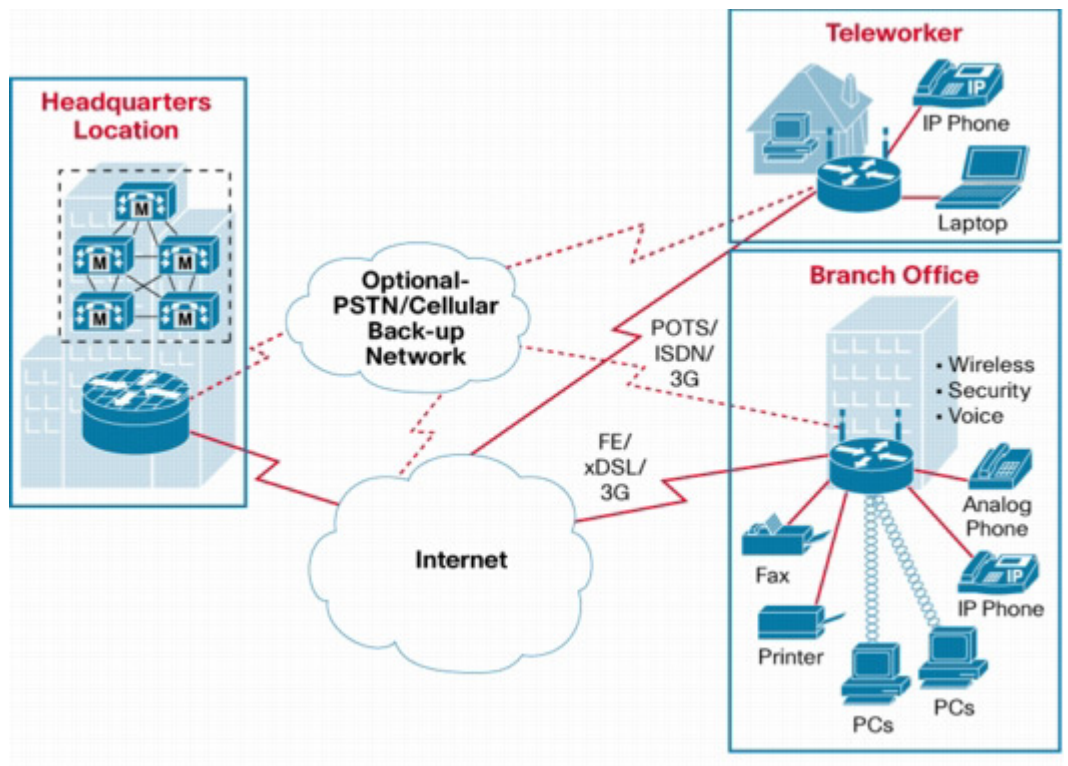 Headquarters
Location
M
M
M
M
M
Optional-
PSTN/Cellular
Back-up
Network
Internet
POTS/
ISDN/
3G
FE/
xDSL/
3G
Teleworker
IP
IP Phone
Laptop
Branch Office
▪ Wireless
▪ Security
▪ Voice
Analog
Phone
IP
IP Phone
Fax
Printer
PCs
PCs